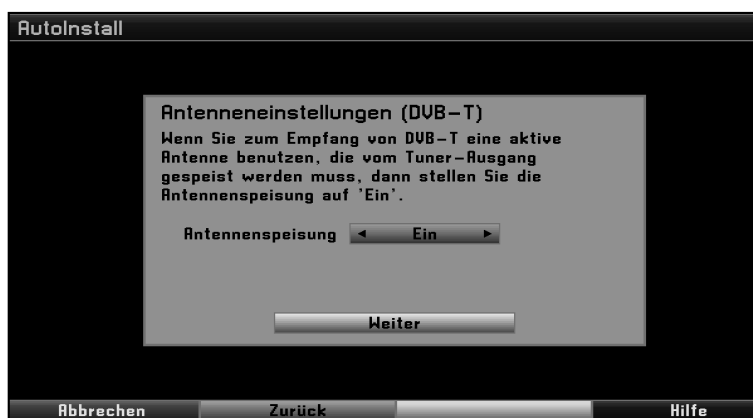 AutoInstall
Antenneneinstellungen (DVB-T)
Wenn Sie zum Empfang von DVB-T eine aktive
Antenne benutzen, die vom Tuner-Ausgang
gespeist werden muss, dann stellen Sie die
Antennenspeisung auf 'Ein'.
Antennenspeisung ◄ Ein ►
Weiter
Abbrechen Zurück Hilfe